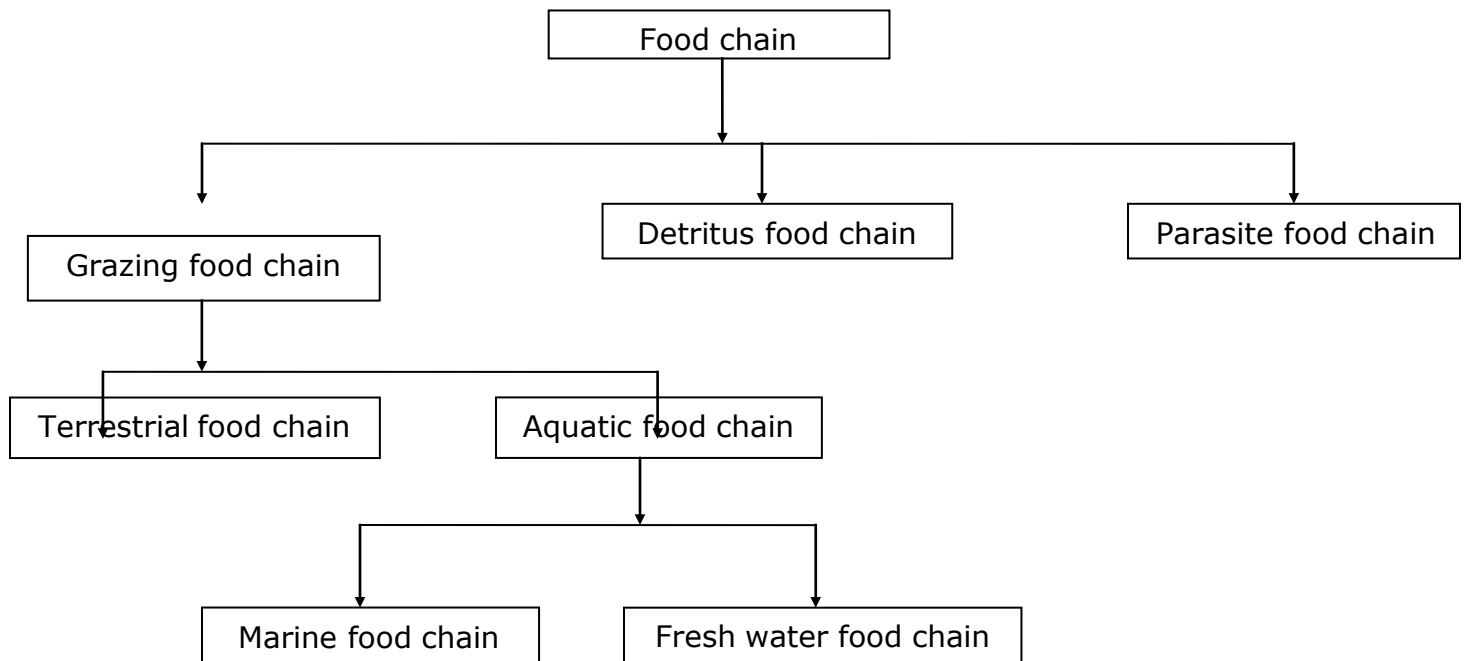 Food chain
Detritus food chain
Parasite food chain
Grazing food chain
Terrestrial food chain
Aquatic food chain
Marine food chain
Fresh water food chain